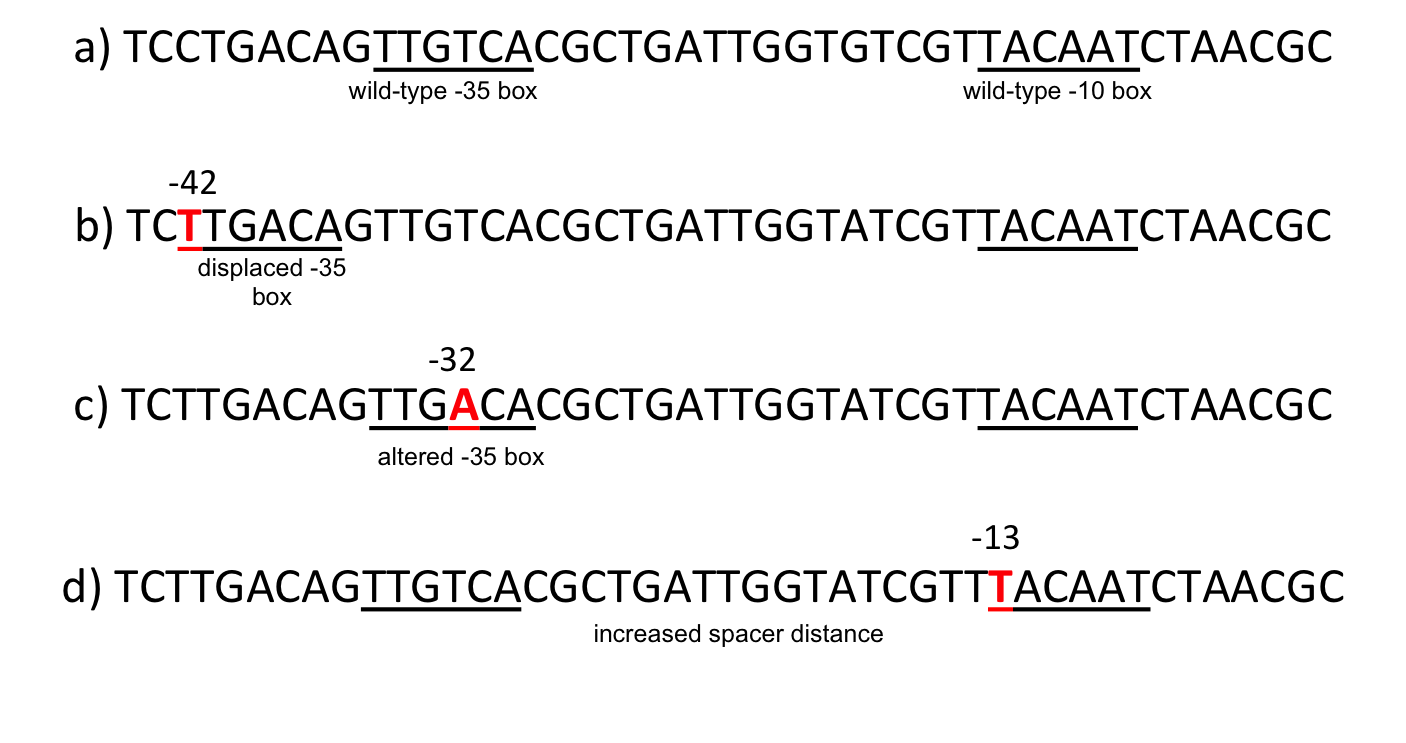 a) TCCTGACAGTTGTCACGCTGATTGGTGTCGTTACAATCTAACGC
wild-type -35 box wild-type -10 box
-42
b) TCTTGACAGTTGTCACGCTGATTGGTATCGTTACAATCTAACGC
displaced -35
box
-32
c) TCTTGACAGTTGACACGCTGATTGGTATCGTTACAATCTAACGC
altered -35 box
-13
d) TCTTGACAGTTGTCACGCTGATTGGTATCGTTTACAATCTAACGC
increased spacer distance